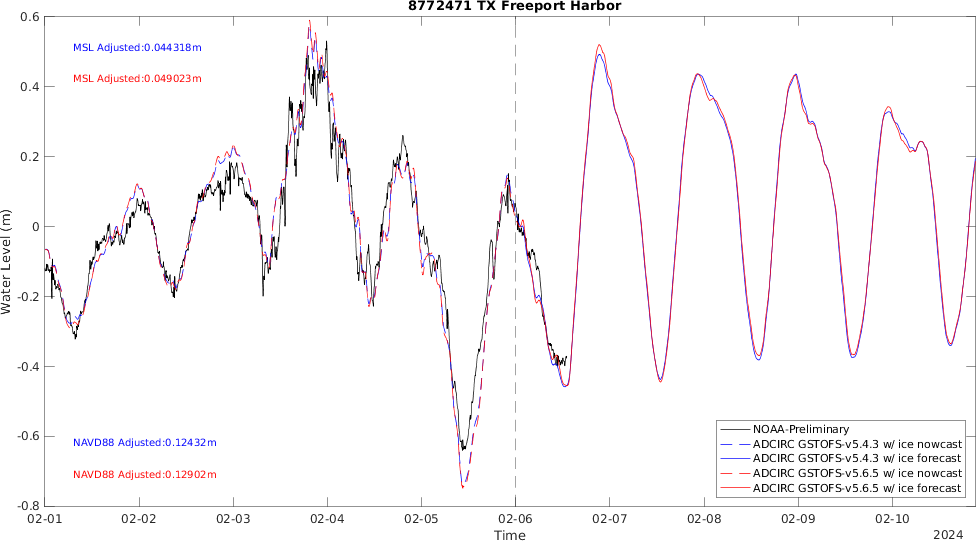 8772471 TX Freeport Harbor
0.6
0.4
0.2
0
-0.2
-0.4
-0.6
-0.8
Water Level (m)
MSL Adjusted:0.044318m
MSL Adjusted:0.049023m
NAVD88 Adjusted:0.12432m
NAVD88 Adjusted:0.12902m
NOAA-Preliminary
ADCIRC GSTOFS-v5.4.3 w/ ice nowcast
ADCIRC GSTOFS-v5.4.3 w/ ice forecast
ADCIRC GSTOFS-v5.6.5 w/ ice nowcast
ADCIRC GSTOFS-v5.6.5 w/ ice forecast
02-01 02-02 02-03 02-04 02-05 02-06 02-07 02-08 02-09 02-10
Time
2024